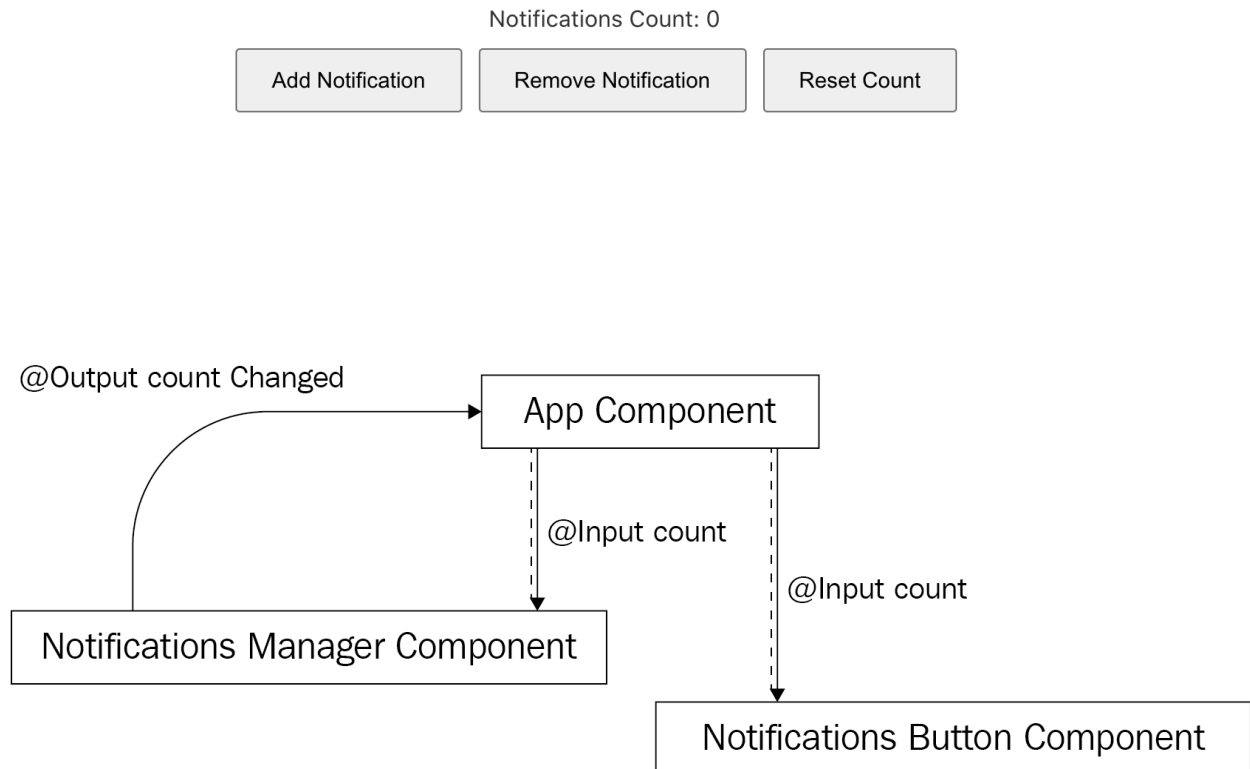 Notifications Count: 0
Add Notification
Remove Notification
Reset Count
@Output count Changed
App Component
@Input count
@Input count
Notifications Manager Component
Notifications Button Component